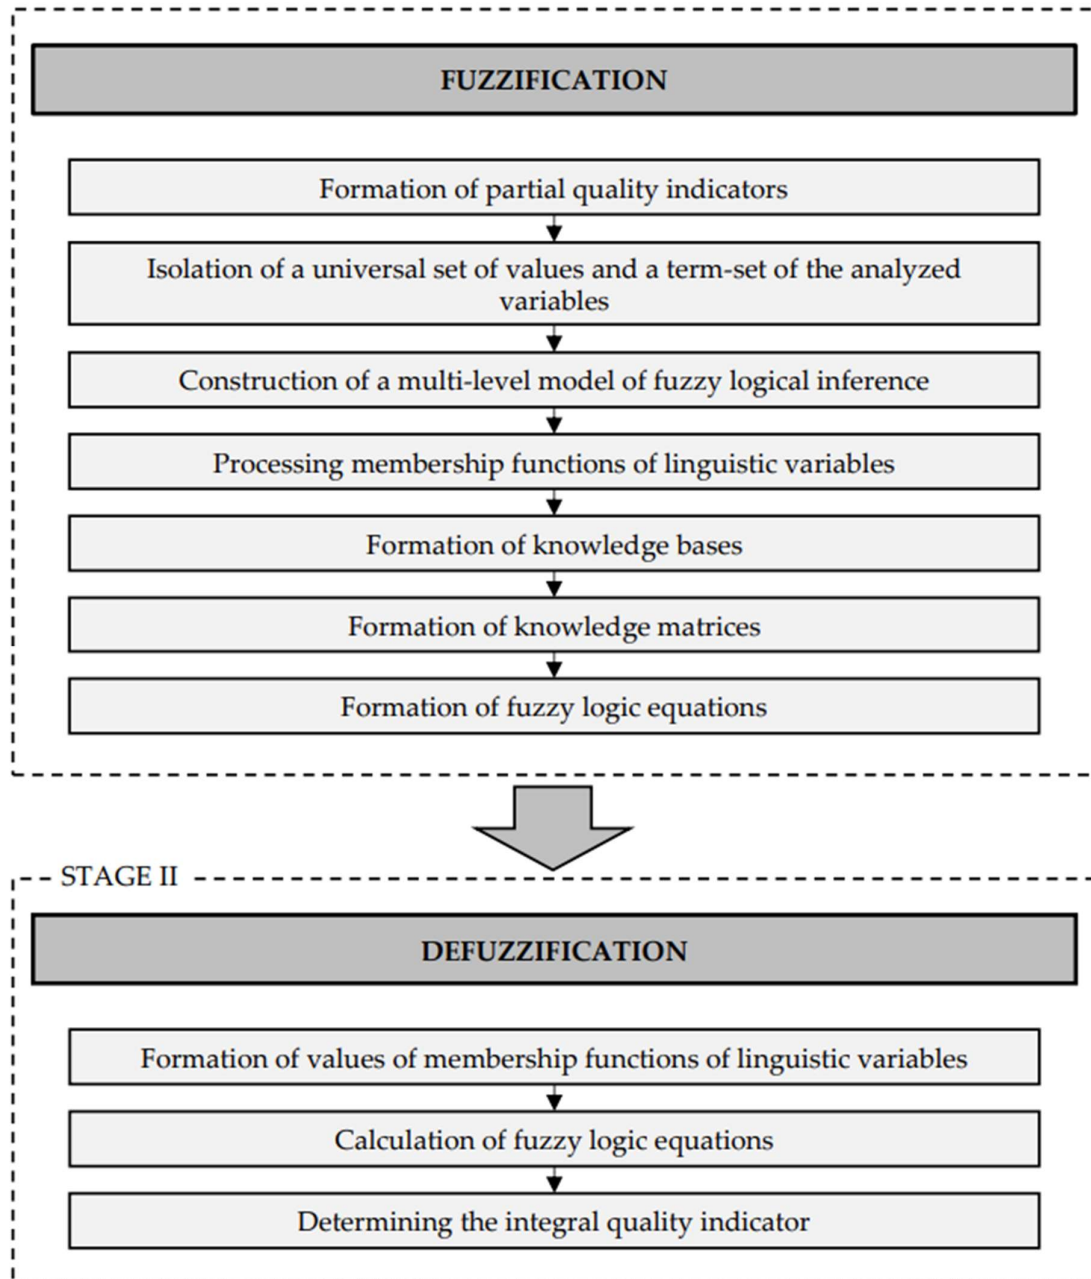 FUZZIFICATION
Formation of partial quality indicators
Isolation of a universal set of values and a term-set of the analyzed
variables
Construction of a multi-level model of fuzzy logical inference
Processing membership functions of linguistic variables
Formation of knowledge bases
Formation of knowledge matrices
Formation of fuzzy logic equations
STAGE II
DEFUZZIFICATION
Formation of values of membership functions of linguistic variables
Calculation of fuzzy logic equations
Determining the integral quality indicator